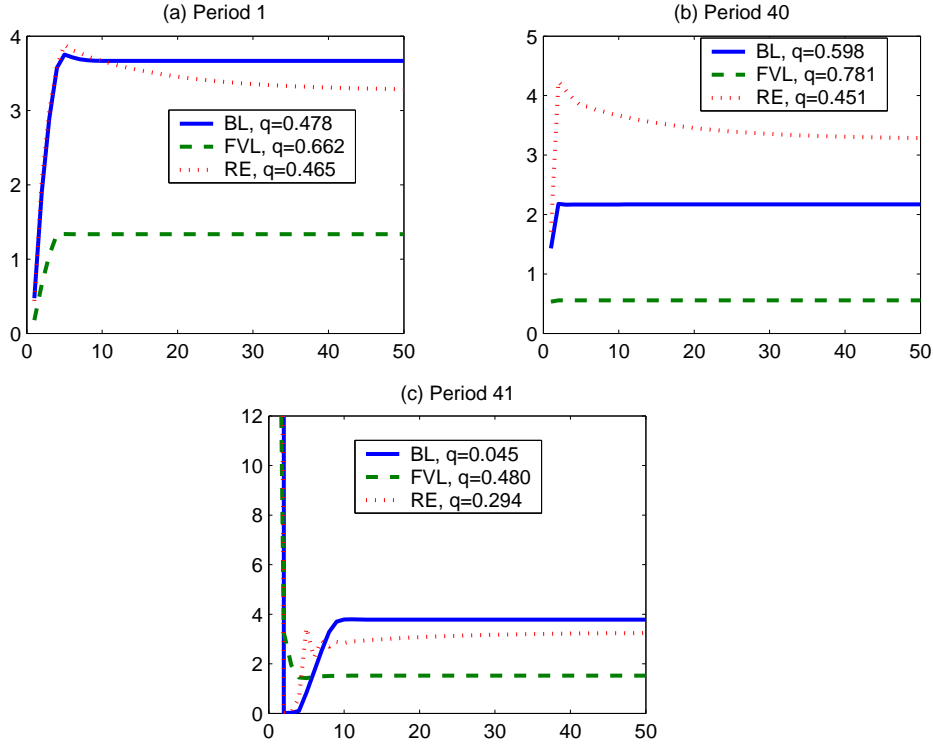 (a) Period 1
4
3
2
1
0
0 10 20 30 40 50
BL, q=0.478
FVL, q=0.662
RE, q=0.465
(b) Period 40
5
4
3
2
1
0
0 10 20 30 40 50
BL, q=0.598
FVL, q=0.781
RE, q=0.451
(c) Period 41
12
10
8
6
4
2
0
0 10 20 30 40 50
BL, q=0.045
FVL, q=0.480
RE, q=0.294